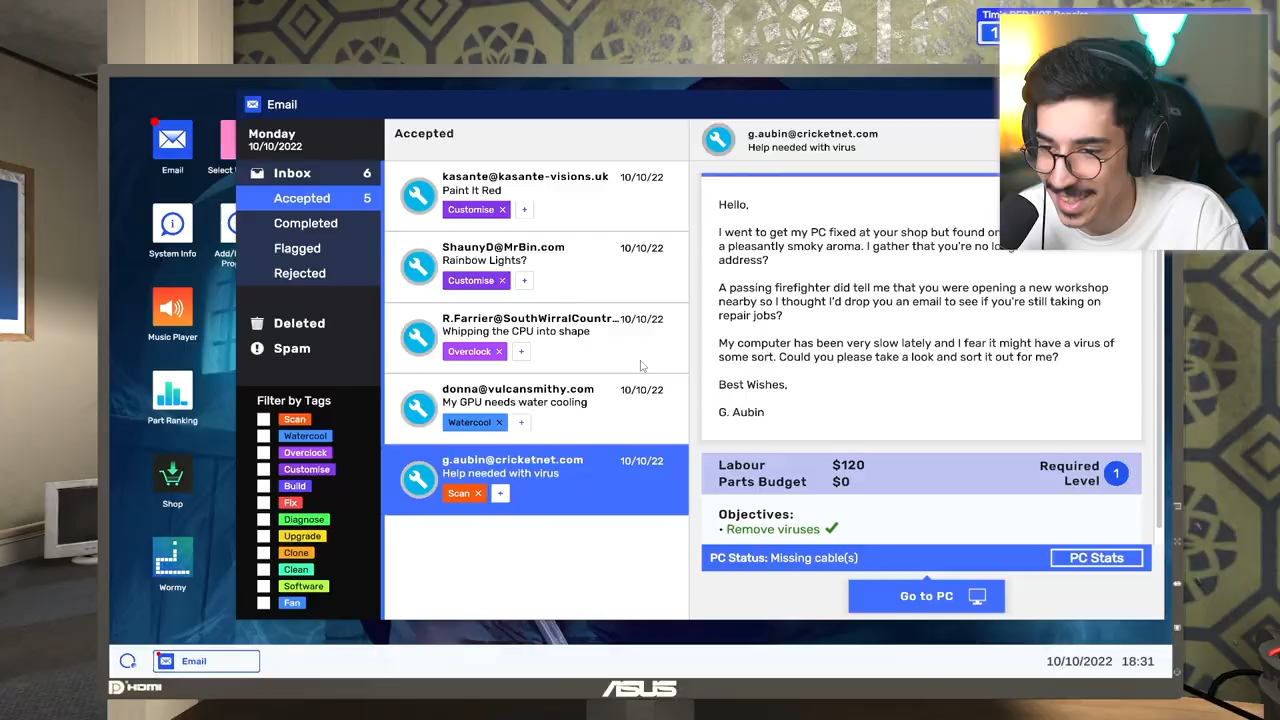 Email
Monday
10/10/2022
Inbox 6
Accepted 5
Completed
Flagged
Rejected
Deleted
Spam
Filter by Tags
Scan
Watercool
Overclock
Customise
Build
Fix
Diagnose
Upgrade
Clone
Clean
Software
Fan
Email
System Info
Music Player
Part Ranking
Shop
Wormy
Select
Add/
Accepted
kasante@kasante-visions.uk 10/10/22
Paint It Red
Customise × +
ShaunyD@MrBin.com 10/10/22
Rainbow Lights?
Customise × +
R.Farrier@SouthWirralCountr... 10/10/22
Whipping the CPU into shape
Overclock × +
donna@vulcansmithy.com 10/10/22
My GPU needs water cooling
Watercool × +
g.aubin@cricketnet.com 10/10/22
Help needed with virus
Scan × +
g.aubin@cricketnet.com
Help needed with virus
Hello,
I went to get my PC fixed at your shop but found
a pleasantly smoky aroma. I gather that you're no
address?
A passing firefighter did tell me that you were opening a new workshop
nearby so I thought I'd drop you an email to see if you're still taking on
repair jobs?
My computer has been very slow lately and I fear it might have a virus of
some sort. Could you please take a look and sort it out for me?
Best Wishes,
G. Aubin
Labour $120
Parts Budget $0
Required
Level 1
Objectives:
• Remove viruses ✓
PC Status: Missing cable(s)
PC Stats
Go to PC
Email
10/10/2022 18:31
HDMI
ASUS